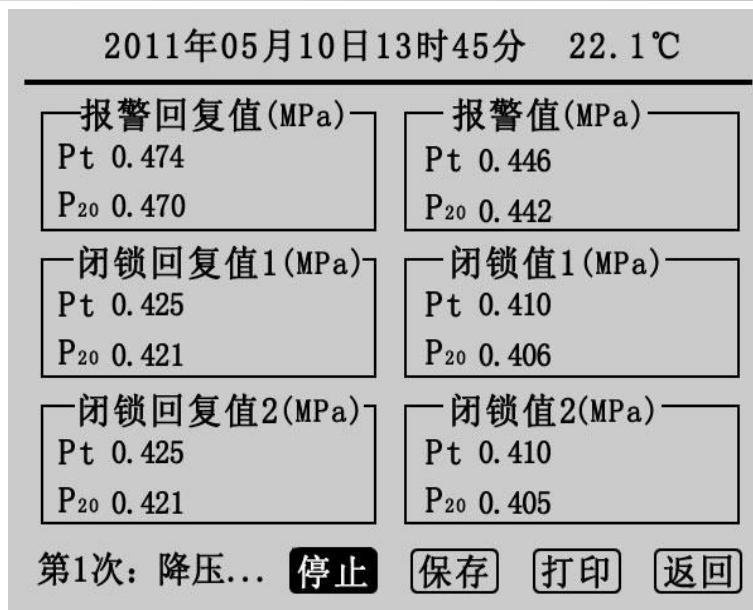 2011年05月10日13时45分 22.1℃
报警回复值(MPa) 报警值(MPa)
Pt 0.474 Pt 0.446
P₂₀ 0.470 P₂₀ 0.442
闭锁回复值1(MPa) 闭锁值1(MPa)
Pt 0.425 Pt 0.410
P₂₀ 0.421 P₂₀ 0.406
闭锁回复值2(MPa) 闭锁值2(MPa)
Pt 0.425 Pt 0.410
P₂₀ 0.421 P₂₀ 0.405
第1次：降压... 停止 保存 打印 返回